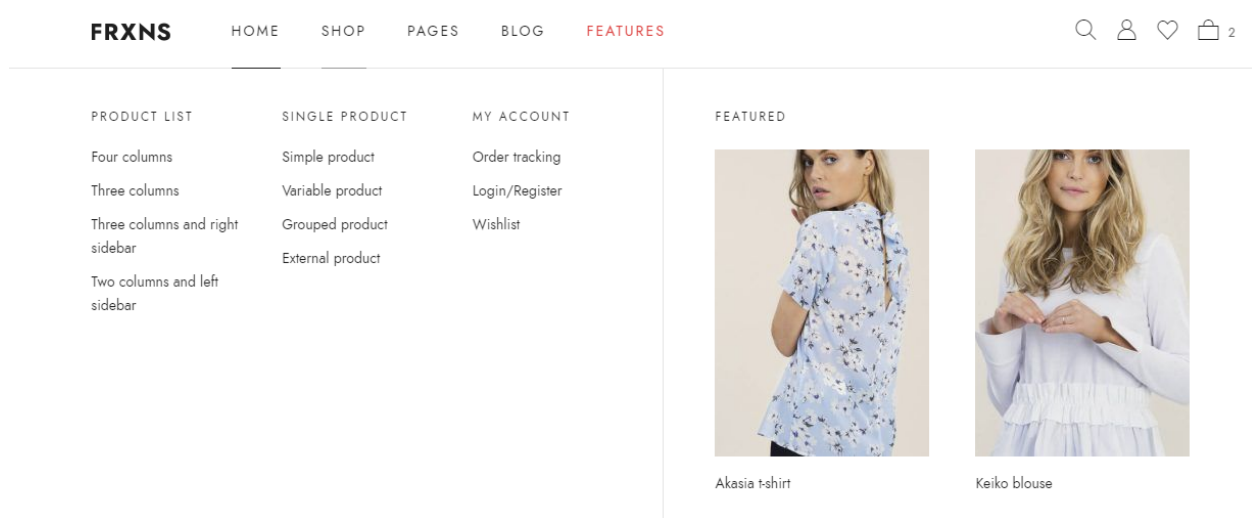 FRXNS
HOME
SHOP
PAGES
BLOG
FEATURES
2
PRODUCT LIST
Four columns
Three columns
Three columns and right
sidebar
Two columns and left
sidebar
SINGLE PRODUCT
Simple product
Variable product
Grouped product
External product
MY ACCOUNT
Order tracking
Login/Register
Wishlist
FEATURED
Akasia t-shirt
Keiko blouse